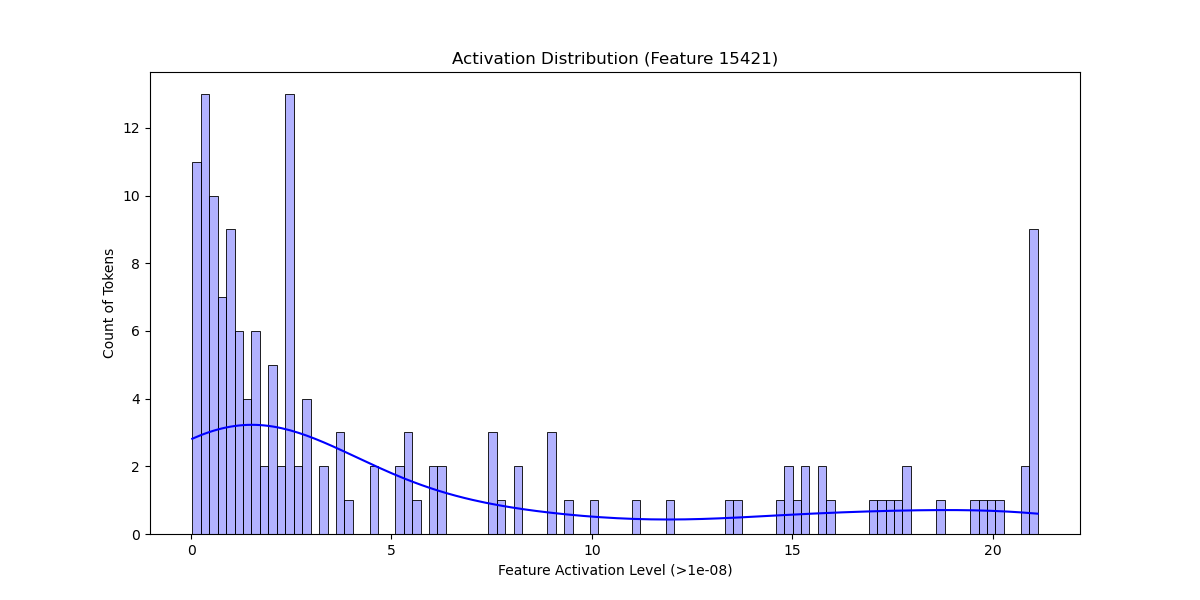 Activation Distribution (Feature 15421)
12
10
8
6
4
2
0
Count of Tokens
0 5 10 15 20
Feature Activation Level (>1e-08)